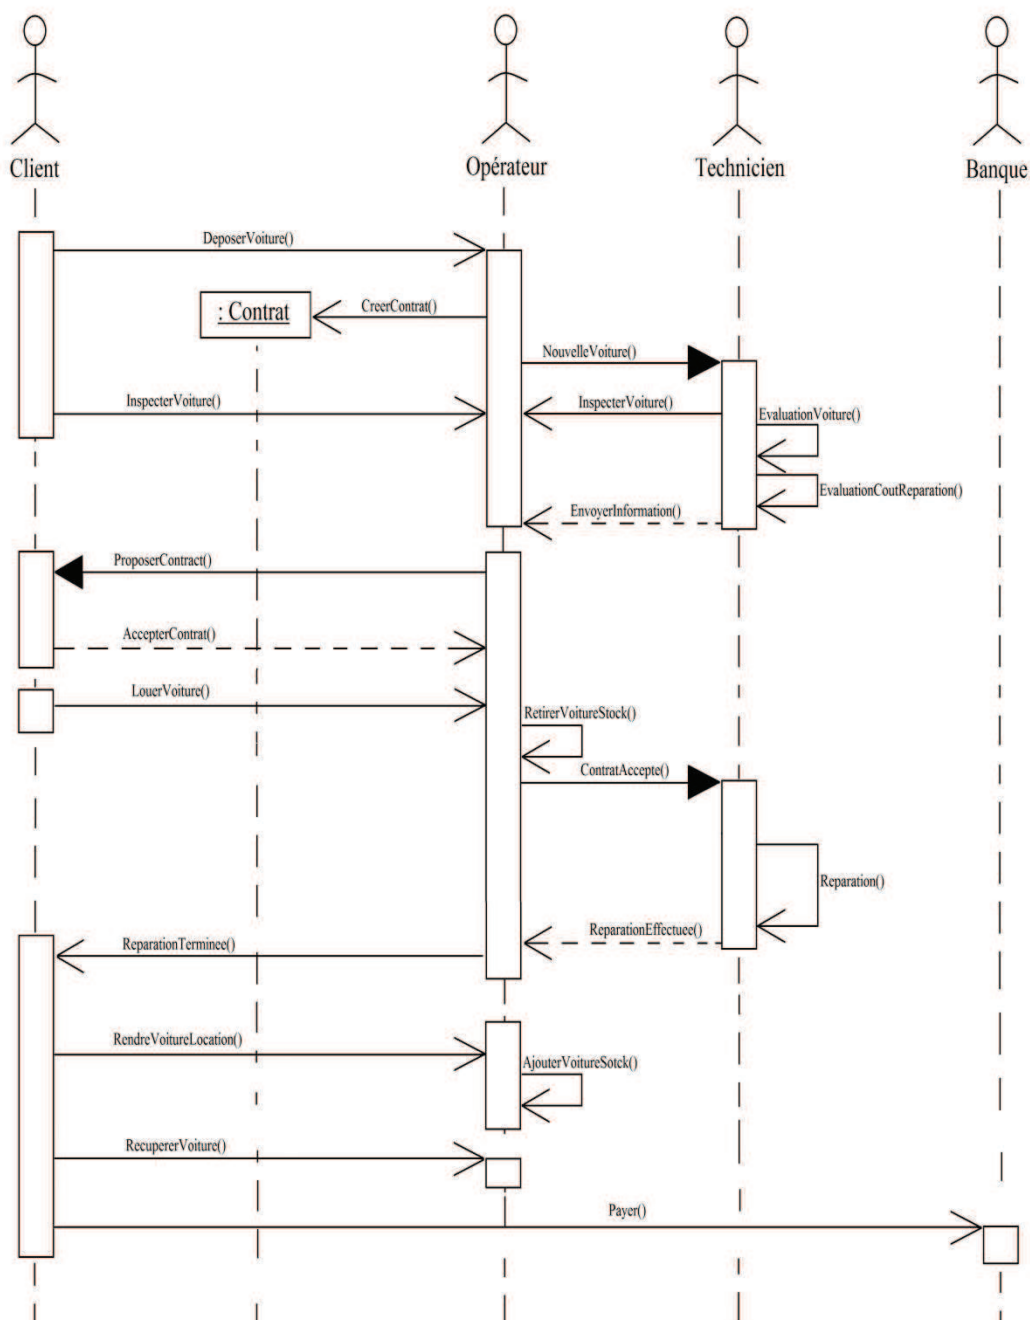 Client
Opérateur
Technicien
Banque
DeposerVoiture()
: Contrat
CreerContrat()
NouvelleVoiture()
InspecterVoiture()
InspecterVoiture()
EvaluationVoiture()
EvaluationCoutReparation()
EnvoyerInformation()
ProposerContract()
AccepterContrat()
LouerVoiture()
RetirerVoitureStock()
ContratAccepte()
Reparation()
ReparationEffectuee()
ReparationTerminee()
RendreVoitureLocation()
AjouterVoitureSotck()
RecupererVoiture()
Payer()